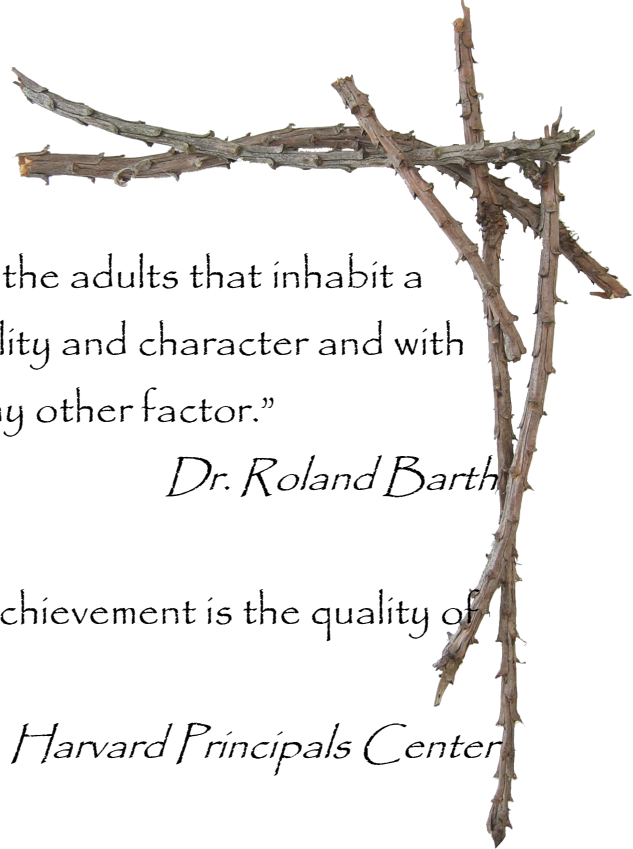 the adults that inhabit a
lity and character and with
y other factor.”
Dr. Roland Barth
chievement is the quality of
Harvard Principals Center